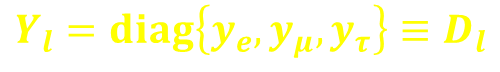 Y_l = diag{y_e, y_μ, y_τ} ≡ D_l